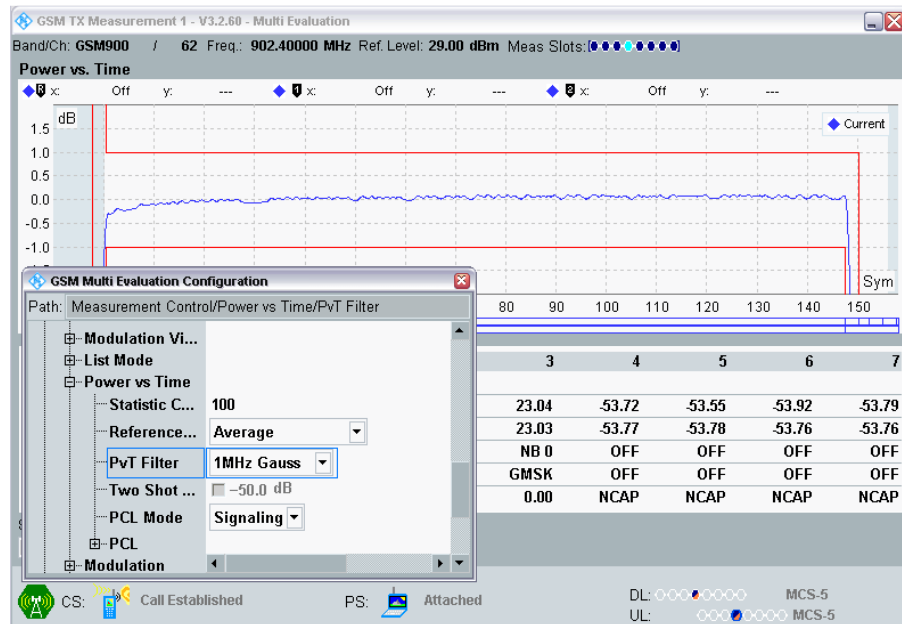 GSM TX Measurement 1 - V3.2.60 - Multi Evaluation
Band/Ch: GSM900 / 62 Freq.: 902.40000 MHz Ref. Level: 29.00 dBm Meas Slots:
Power vs. Time
R x: Off y: --- 1 x: Off y: --- 2 x: Off y: ---
dB
Current
1.5
1.0
0.5
0.0
-0.5
-1.0
Sym
80 90 100 110 120 130 140 150
GSM Multi Evaluation Configuration
Path: Measurement Control/Power vs Time/PvT Filter
Modulation Vi...
List Mode
Power vs Time
Statistic C... 100
Reference... Average
PvT Filter 1MHz Gauss
Two Shot ... -50.0 dB
PCL Mode Signaling
PCL
Modulation
3 4 5 6 7
23.04 -53.72 -53.55 -53.92 -53.79
23.03 -53.77 -53.78 -53.76 -53.76
NB 0 OFF OFF OFF OFF
GMSK OFF OFF OFF OFF
0.00 NCAP NCAP NCAP NCAP
CS: Call Established PS: Attached
DL: MCS-5
UL: MCS-5